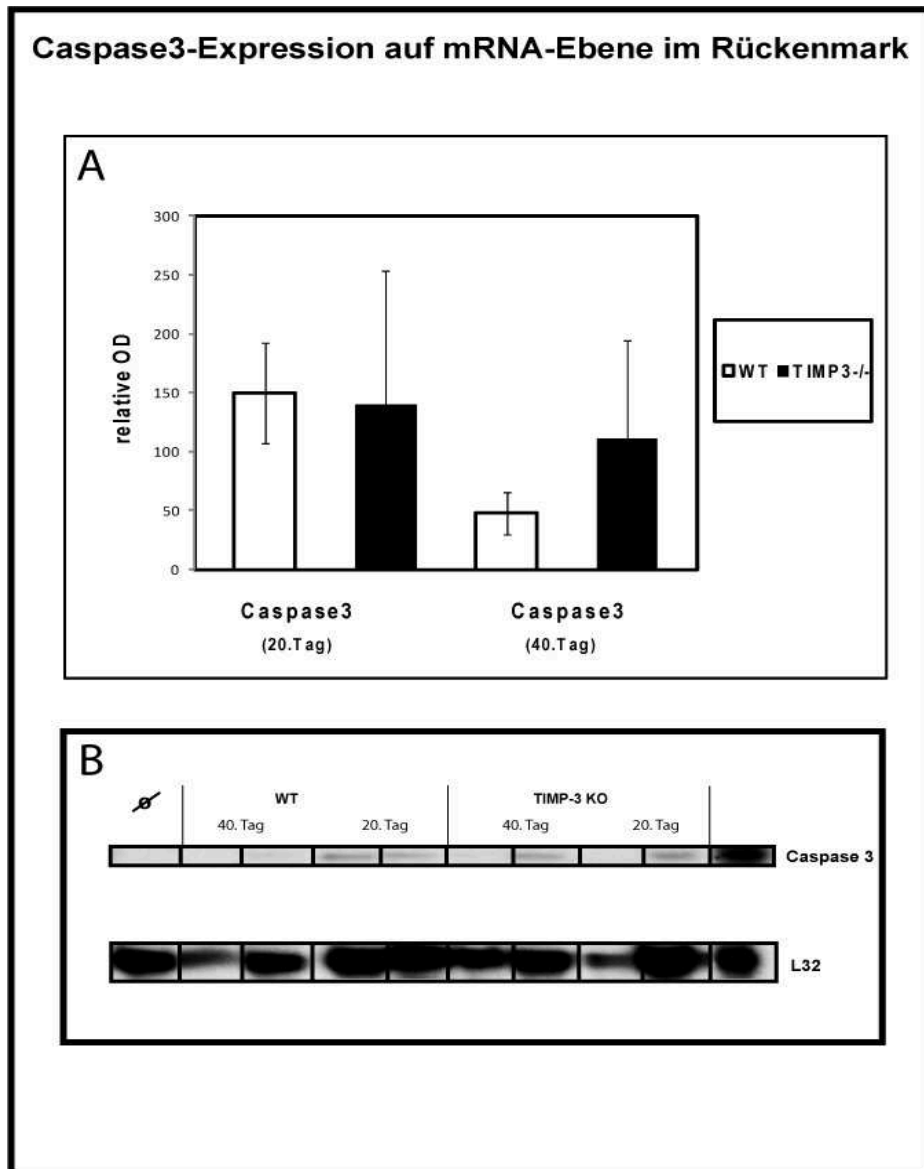 Caspase3-Expression auf mRNA-Ebene im Rückenmark
A
300
250
200
150
100
50
0
relative OD
WT TIMP3-/-
Caspase3 Caspase3
(20.Tag) (40.Tag)
B
ø WT TIMP-3 KO
40. Tag 20. Tag 40. Tag 20. Tag
Caspase 3
L32